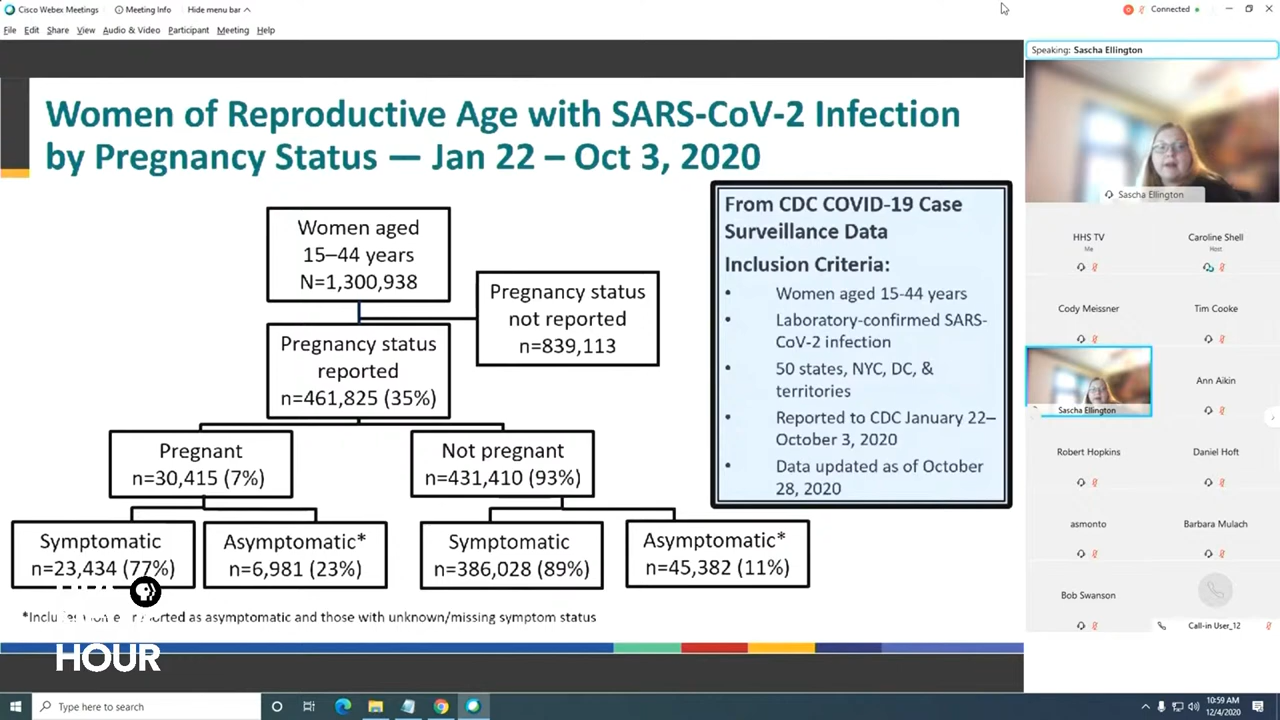 Cisco Webex Meetings
Meeting Info
Hide menu bar
Connected
File Edit Share View Audio & Video Participant Meeting Help
Speaking: Sascha Ellington
Women of Reproductive Age with SARS-CoV-2 Infection
by Pregnancy Status — Jan 22 – Oct 3, 2020
Women aged
15–44 years
N=1,300,938
Pregnancy status
not reported
n=839,113
Pregnancy status
reported
n=461,825 (35%)
Pregnant
n=30,415 (7%)
Not pregnant
n=431,410 (93%)
Symptomatic
n=23,434 (77%)
Asymptomatic*
n=6,981 (23%)
Symptomatic
n=386,028 (89%)
Asymptomatic*
n=45,382 (11%)
From CDC COVID-19 Case
Surveillance Data
Inclusion Criteria:
• Women aged 15-44 years
• Laboratory-confirmed SARS-
CoV-2 infection
• 50 states, NYC, DC, &
territories
• Reported to CDC January 22–
October 3, 2020
• Data updated as of October
28, 2020
and those with unknown/missing symptom status
HOUR
Sascha Ellington
HHS TV
Me
Caroline Shell
Host
Cody Meissner
Tim Cooke
Sascha Ellington
Ann Aikin
Robert Hopkins
Daniel Hoft
asmonto
Barbara Mulach
Bob Swanson
Call-in User_12
Type here to search
10:59 AM
12/4/2020